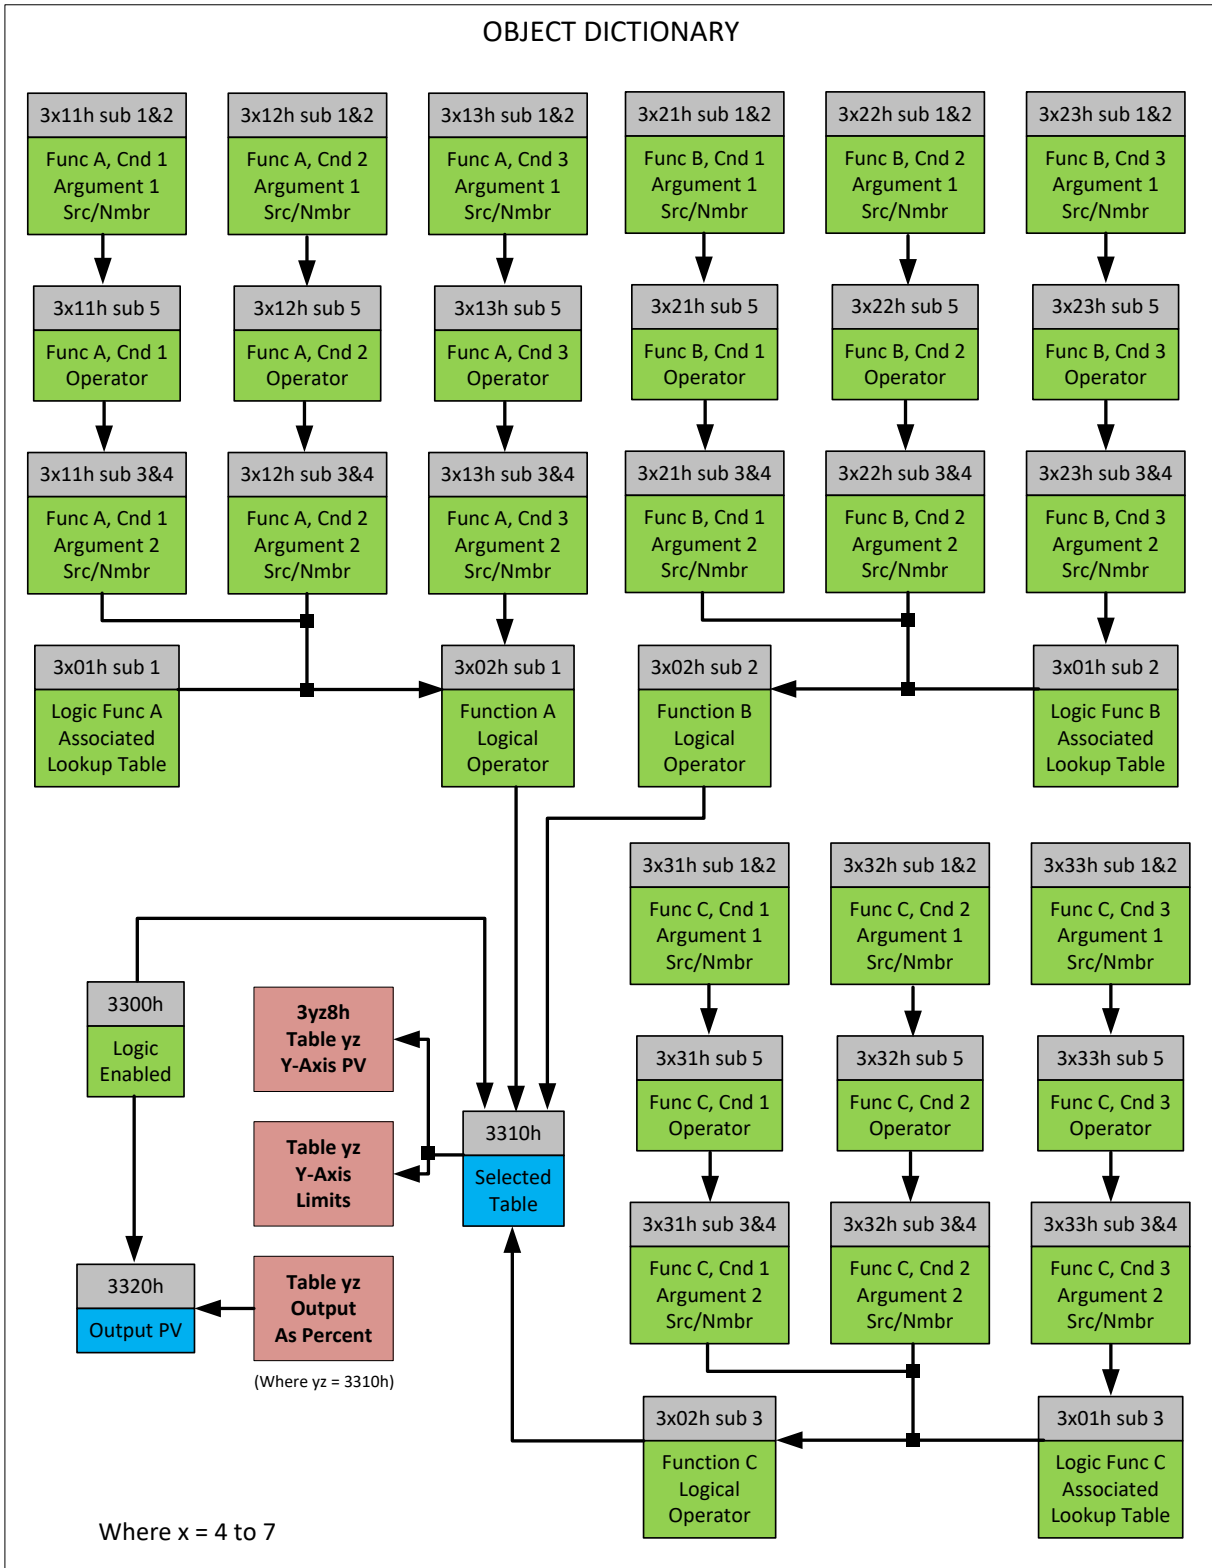 OBJECT DICTIONARY
3x11h sub 1&2
Func A, Cnd 1
Argument 1
Src/Nmbr
3x12h sub 1&2
Func A, Cnd 2
Argument 1
Src/Nmbr
3x13h sub 1&2
Func A, Cnd 3
Argument 1
Src/Nmbr
3x21h sub 1&2
Func B, Cnd 1
Argument 1
Src/Nmbr
3x22h sub 1&2
Func B, Cnd 2
Argument 1
Src/Nmbr
3x23h sub 1&2
Func B, Cnd 3
Argument 1
Src/Nmbr
3x11h sub 5
Func A, Cnd 1
Operator
3x12h sub 5
Func A, Cnd 2
Operator
3x13h sub 5
Func A, Cnd 3
Operator
3x21h sub 5
Func B, Cnd 1
Operator
3x22h sub 5
Func B, Cnd 2
Operator
3x23h sub 5
Func B, Cnd 3
Operator
3x11h sub 3&4
Func A, Cnd 1
Argument 2
Src/Nmbr
3x12h sub 3&4
Func A, Cnd 2
Argument 2
Src/Nmbr
3x13h sub 3&4
Func A, Cnd 3
Argument 2
Src/Nmbr
3x21h sub 3&4
Func B, Cnd 1
Argument 2
Src/Nmbr
3x22h sub 3&4
Func B, Cnd 2
Argument 2
Src/Nmbr
3x23h sub 3&4
Func B, Cnd 3
Argument 2
Src/Nmbr
3x01h sub 1
Logic Func A
Associated
Lookup Table
3x02h sub 1
Function A
Logical
Operator
3x02h sub 2
Function B
Logical
Operator
3x01h sub 2
Logic Func B
Associated
Lookup Table
3x31h sub 1&2
Func C, Cnd 1
Argument 1
Src/Nmbr
3x32h sub 1&2
Func C, Cnd 2
Argument 1
Src/Nmbr
3x33h sub 1&2
Func C, Cnd 3
Argument 1
Src/Nmbr
3300h
Logic
Enabled
3yz8h
Table yz
Y-Axis PV
3x31h sub 5
Func C, Cnd 1
Operator
3x32h sub 5
Func C, Cnd 2
Operator
3x33h sub 5
Func C, Cnd 3
Operator
Table yz
Y-Axis
Limits
3310h
Selected
Table
3x31h sub 3&4
Func C, Cnd 1
Argument 2
Src/Nmbr
3x32h sub 3&4
Func C, Cnd 2
Argument 2
Src/Nmbr
3x33h sub 3&4
Func C, Cnd 3
Argument 2
Src/Nmbr
3320h
Output PV
Table yz
Output
As Percent
(Where yz = 3310h)
3x02h sub 3
Function C
Logical
Operator
3x01h sub 3
Logic Func C
Associated
Lookup Table
Where x = 4 to 7